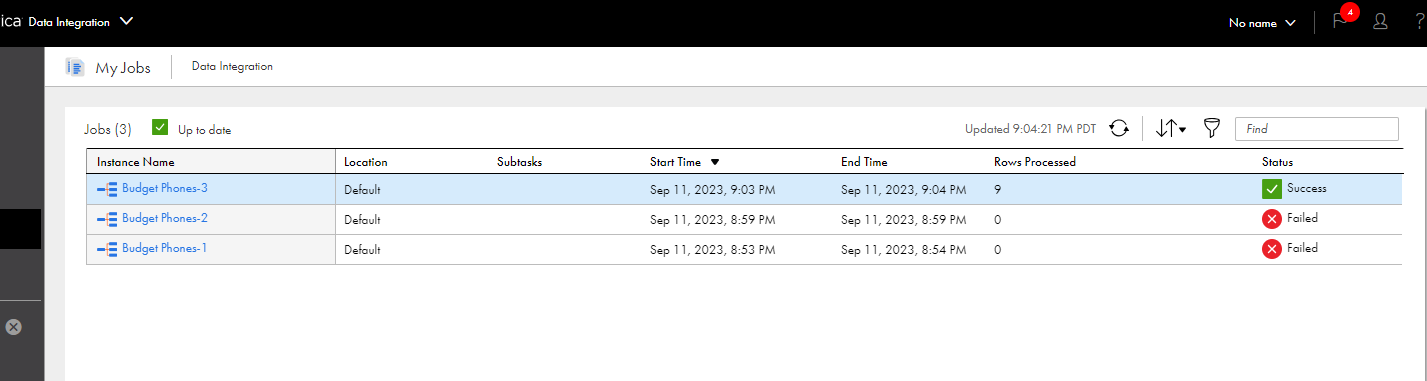 ica Data Integration No name 4 ?
My Jobs Data Integration
Jobs (3) Up to date Updated 9:04:21 PM PDT Find
Instance Name Location Subtasks Start Time End Time Rows Processed Status
Budget Phones-3 Default Sep 11, 2023, 9:03 PM Sep 11, 2023, 9:04 PM 9 Success
Budget Phones-2 Default Sep 11, 2023, 8:59 PM Sep 11, 2023, 8:59 PM 0 Failed
Budget Phones-1 Default Sep 11, 2023, 8:53 PM Sep 11, 2023, 8:54 PM 0 Failed